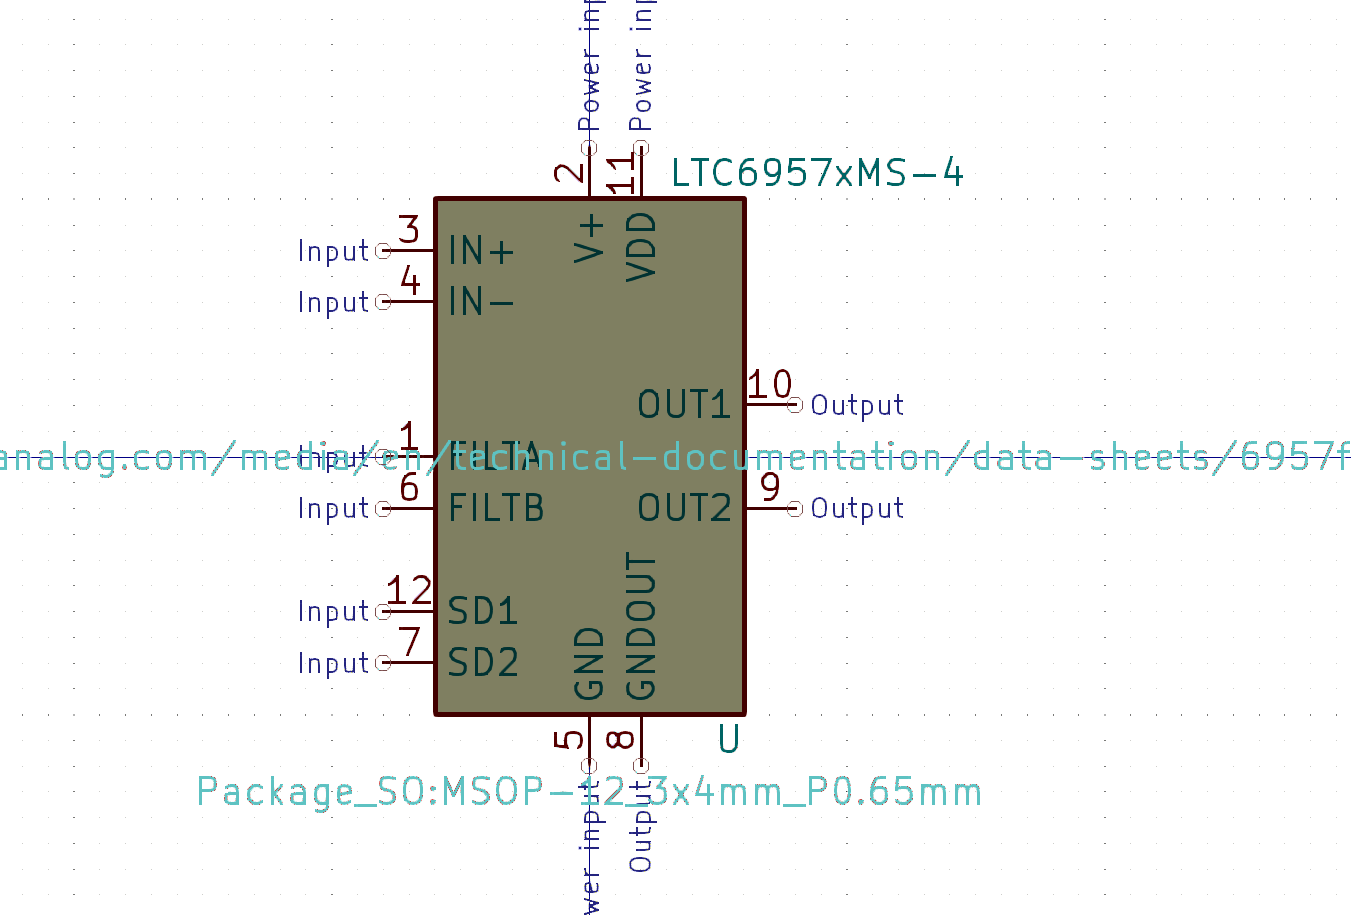 Power inp
Power inp
2
11
LTC6957xMS-4
V+
VDD
Input
3
IN+
Input
4
IN-
OUT1
10
Output
Input
1
FILTA
analog.com/media/en/technical-documentation/data-sheets/6957f
Input
6
FILTB
OUT2
9
Output
Input
12
SD1
Input
7
SD2
GND
GNDOUT
5
8
U
Package_SO:MSOP-12_3x4mm_P0.65mm
wer input
Output